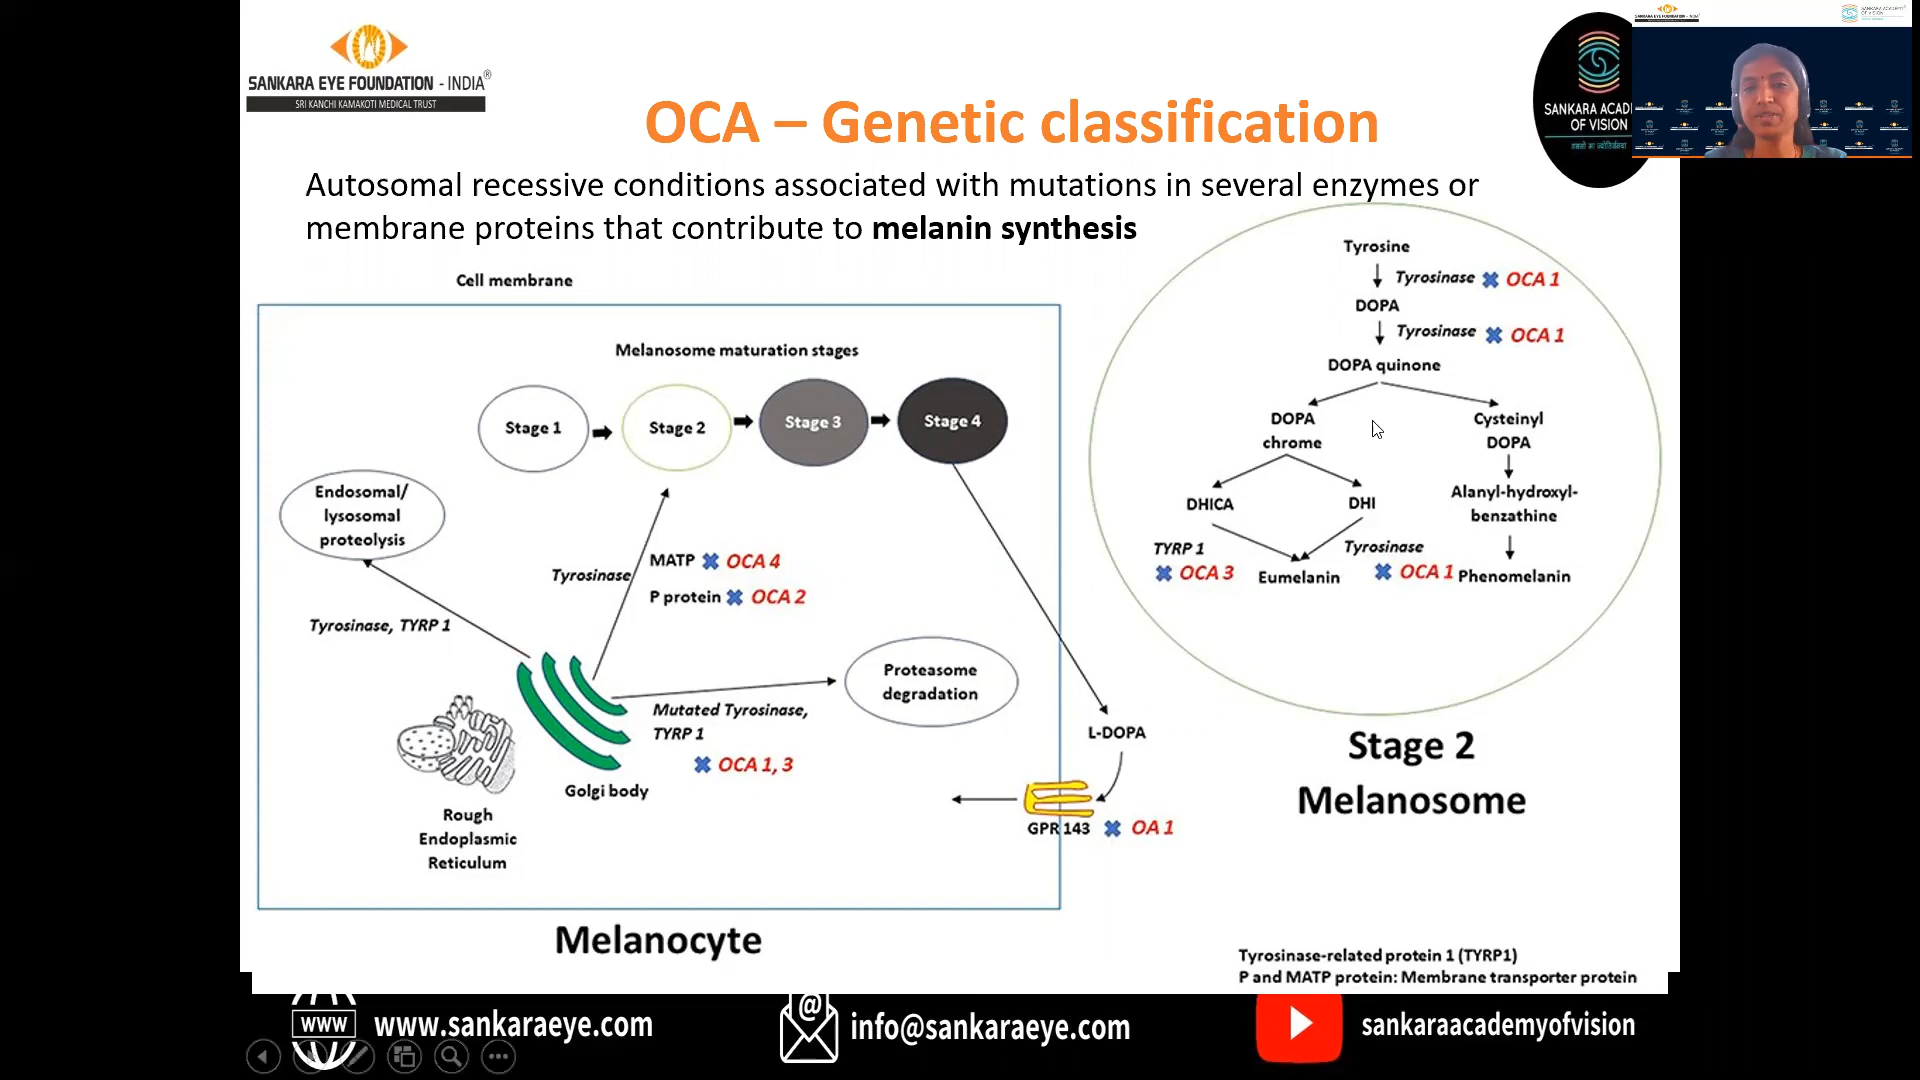 SANKARA EYE FOUNDATION - INDIA®
SRI KANCHI KAMAKOTI MEDICAL TRUST
OCA – Genetic classification
SANKARA ACAD
OF VISION
Autosomal recessive conditions associated with mutations in several enzymes or
membrane proteins that contribute to melanin synthesis
Cell membrane
Melanosome maturation stages
Stage 1
Stage 2
Stage 3
Stage 4
Endosomal/
lysosomal
proteolysis
Tyrosinase, TYRP 1
Tyrosinase
MATP ✖ OCA 4
P protein ✖ OCA 2
Proteasome
degradation
Mutated Tyrosinase,
TYRP 1
✖ OCA 1, 3
Golgi body
Rough
Endoplasmic
Reticulum
L-DOPA
GPR 143 ✖ OA 1
Melanocyte
Tyrosine
Tyrosinase ✖ OCA 1
DOPA
Tyrosinase ✖ OCA 1
DOPA quinone
DOPA
chrome
Cysteinyl
DOPA
DHICA
DHI
Alanyl-hydroxyl-
benzathine
TYRP 1
✖ OCA 3
Eumelanin
Tyrosinase
✖ OCA 1
Phenomelanin
Stage 2
Melanosome
Tyrosinase-related protein 1 (TYRP1)
P and MATP protein: Membrane transporter protein
WWW
www.sankaraeye.com
@
info@sankaraeye.com
sankaraacademyofvision